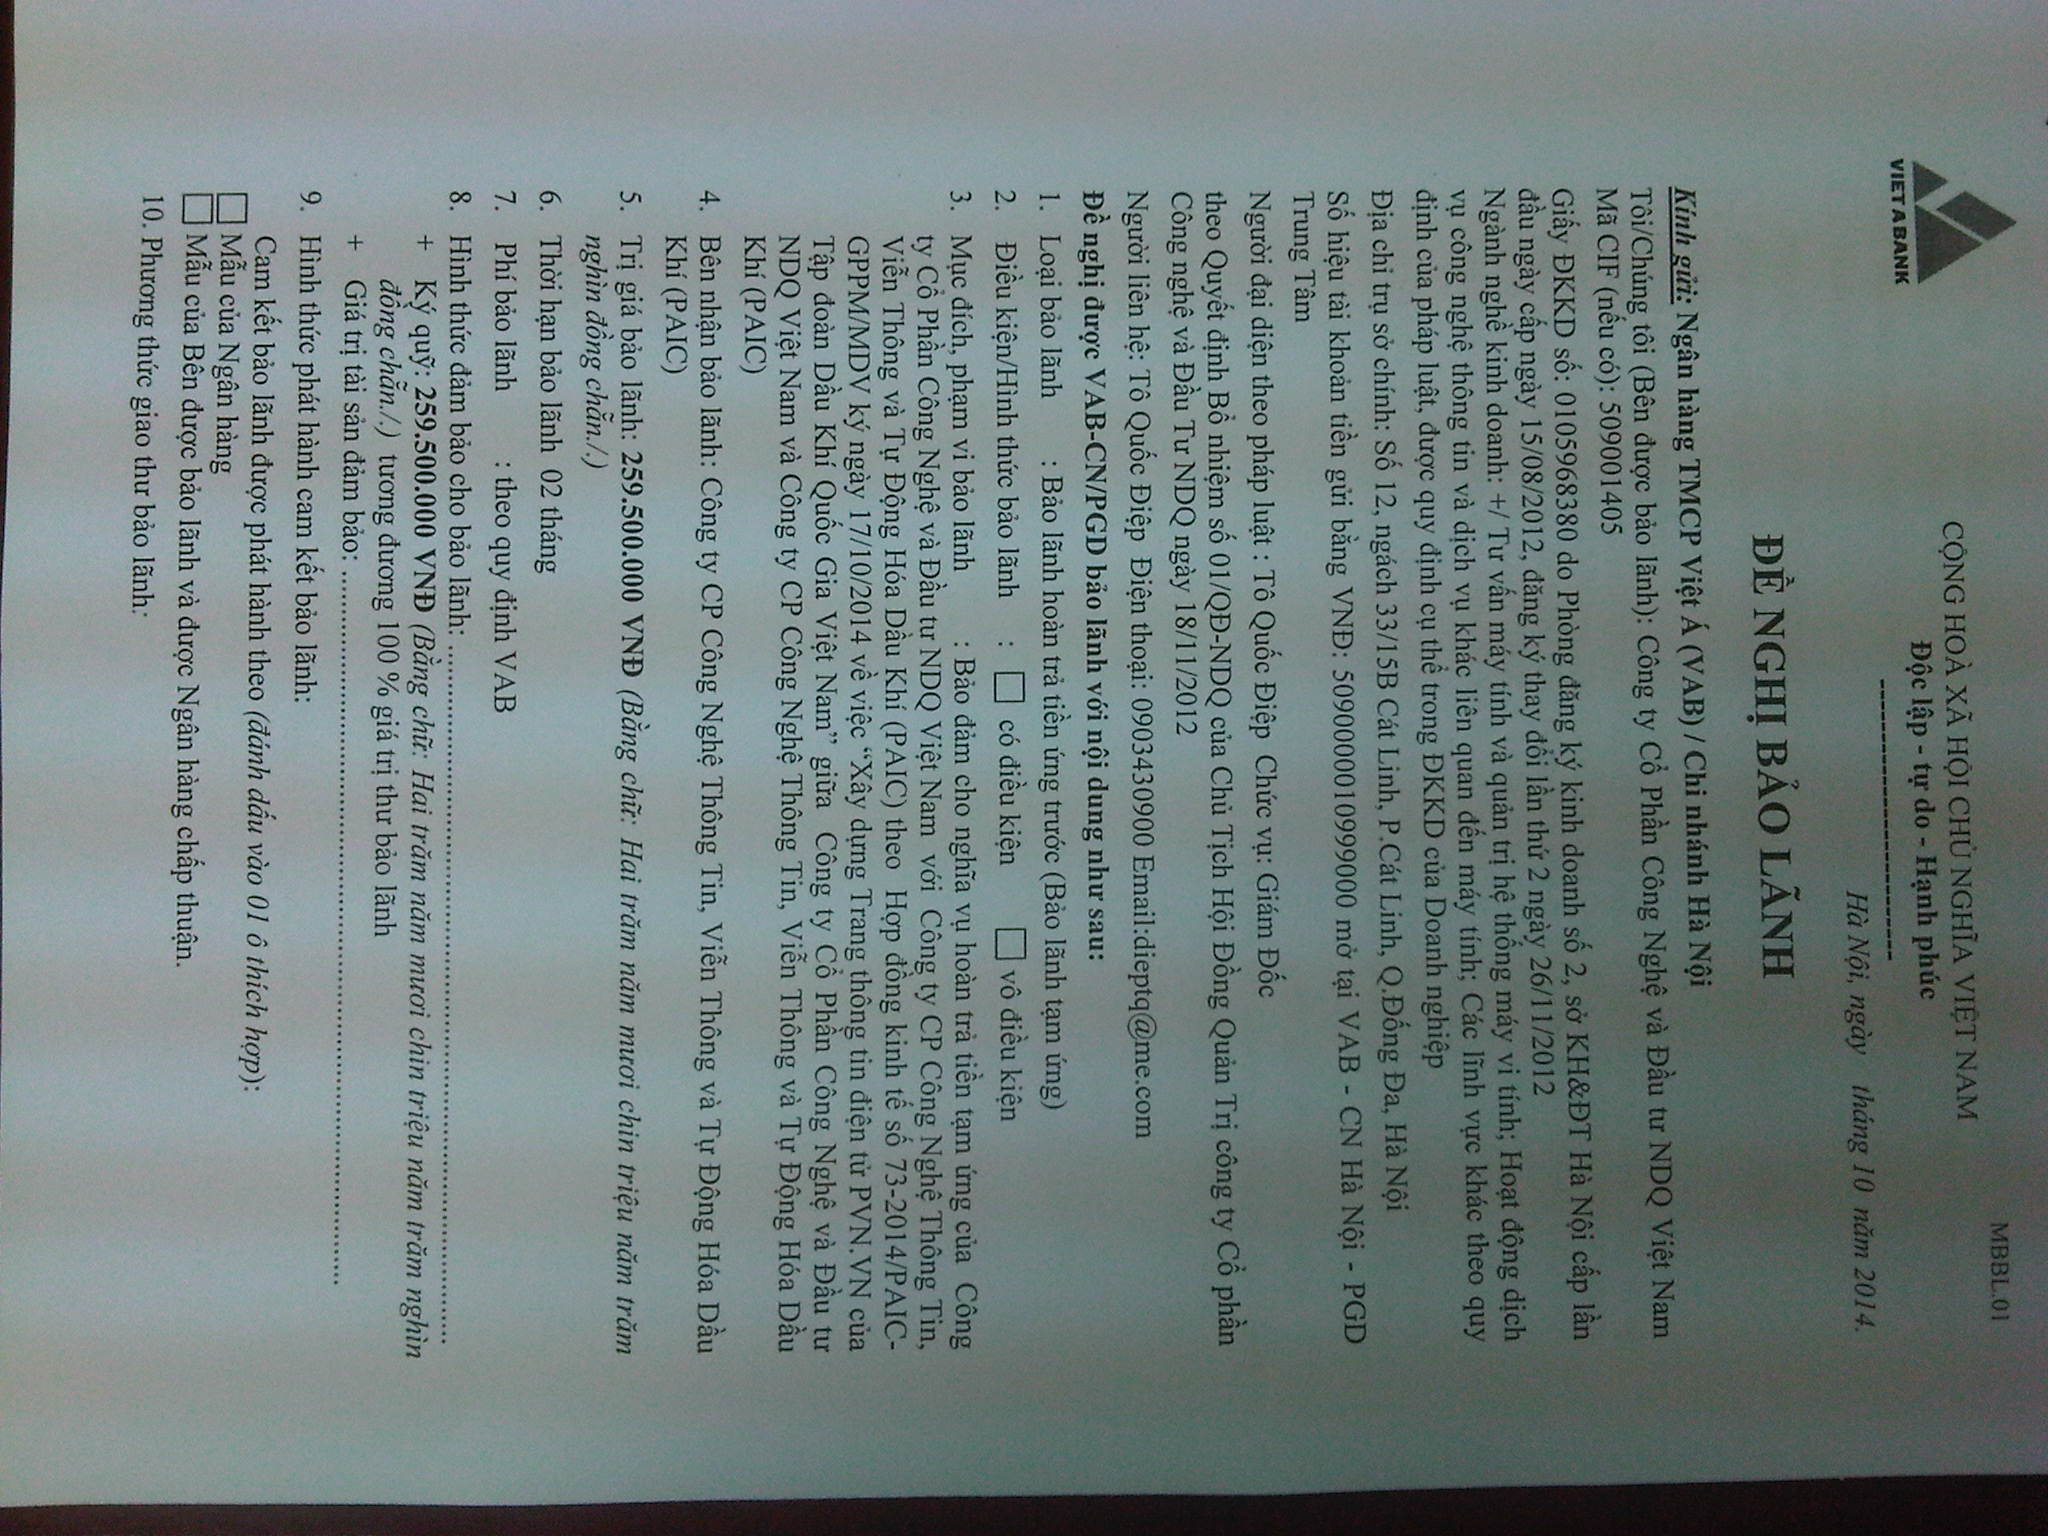 MBBL.01
VIET A BANK
CỘNG HOÀ XÃ HỘI CHỦ NGHĨA VIỆT NAM
Độc lập - tự do - Hạnh phúc
Hà Nội, ngày tháng 10 năm 2014.
ĐỀ NGHỊ BẢO LÃNH
Kính gửi: Ngân hàng TMCP Việt Á (VAB) / Chi nhánh Hà Nội
Tôi/Chúng tôi (Bên được bảo lãnh): Công ty Cổ Phần Công Nghệ và Đầu tư NDQ Việt Nam
Mã CIF (nếu có): 509001405
Giấy ĐKKD số: 0105968380 do Phòng đăng ký kinh doanh số 2, sở KH&ĐT Hà Nội cấp lần
đầu ngày cấp ngày 15/08/2012, đăng ký thay đổi lần thứ 2 ngày 26/11/2012
Ngành nghề kinh doanh: +/ Tư vấn máy tính và quản trị hệ thống máy vi tính; Hoạt động dịch
vụ công nghệ thông tin và dịch vụ khác liên quan đến máy tính; Các lĩnh vực khác theo quy
định của pháp luật, được quy định cụ thể trong ĐKKD của Doanh nghiệp
Địa chỉ trụ sở chính: Số 12, ngách 33/15B Cát Linh, P.Cát Linh, Q.Đống Đa, Hà Nội
Số hiệu tài khoản tiền gửi bằng VNĐ: 5090000010999000 mở tại VAB - CN Hà Nội - PGD
Trung Tâm
Người đại diện theo pháp luật : Tô Quốc Điệp Chức vụ: Giám Đốc
theo Quyết định Bổ nhiệm số 01/QĐ-NDQ của Chủ Tịch Hội Đồng Quản Trị công ty Cổ phần
Công nghệ và Đầu Tư NDQ ngày 18/11/2012
Người liên hệ: Tô Quốc Điệp Điện thoại: 0903430900 Email:dieptq@me.com
Đề nghị được VAB-CN/PGD bảo lãnh với nội dung như sau:
1. Loại bảo lãnh : Bảo lãnh hoàn trả tiền ứng trước (Bảo lãnh tạm ứng)
2. Điều kiện/Hình thức bảo lãnh : □ có điều kiện □ vô điều kiện
3. Mục đích, phạm vi bảo lãnh : Bảo đảm cho nghĩa vụ hoàn trả tiền tạm ứng của Công
ty Cổ Phần Công Nghệ và Đầu tư NDQ Việt Nam với Công ty CP Công Nghệ Thông Tin,
Viễn Thông và Tự Động Hóa Dầu Khí (PAIC) theo Hợp đồng kinh tế số 73-2014/PAIC-
GPPM/MDV ký ngày 17/10/2014 về việc “Xây dựng Trang thông tin điện tử PVN.VN của
Tập đoàn Dầu Khí Quốc Gia Việt Nam” giữa Công ty Cổ Phần Công Nghệ và Đầu tư
NDQ Việt Nam và Công ty CP Công Nghệ Thông Tin, Viễn Thông và Tự Động Hóa Dầu
Khí (PAIC)
4. Bên nhận bảo lãnh: Công ty CP Công Nghệ Thông Tin, Viễn Thông và Tự Động Hóa Dầu
Khí (PAIC)
5. Trị giá bảo lãnh: 259.500.000 VNĐ (Bằng chữ: Hai trăm năm mươi chín triệu năm trăm
nghìn đồng chẵn./.)
6. Thời hạn bảo lãnh 02 tháng
7. Phí bảo lãnh : theo quy định VAB
8. Hình thức đảm bảo cho bảo lãnh: ........................................
+ Ký quỹ: 259.500.000 VNĐ (Bằng chữ: Hai trăm năm mươi chín triệu năm trăm nghìn
đồng chẵn./.) tương đương 100 % giá trị thư bảo lãnh
+ Giá trị tài sản đảm bảo: ........................................
9. Hình thức phát hành cam kết bảo lãnh:
Cam kết bảo lãnh được phát hành theo (đánh dấu vào 01 ô thích hợp):
□ Mẫu của Ngân hàng
□ Mẫu của Bên được bảo lãnh và được Ngân hàng chấp thuận.
10. Phương thức giao thư bảo lãnh: